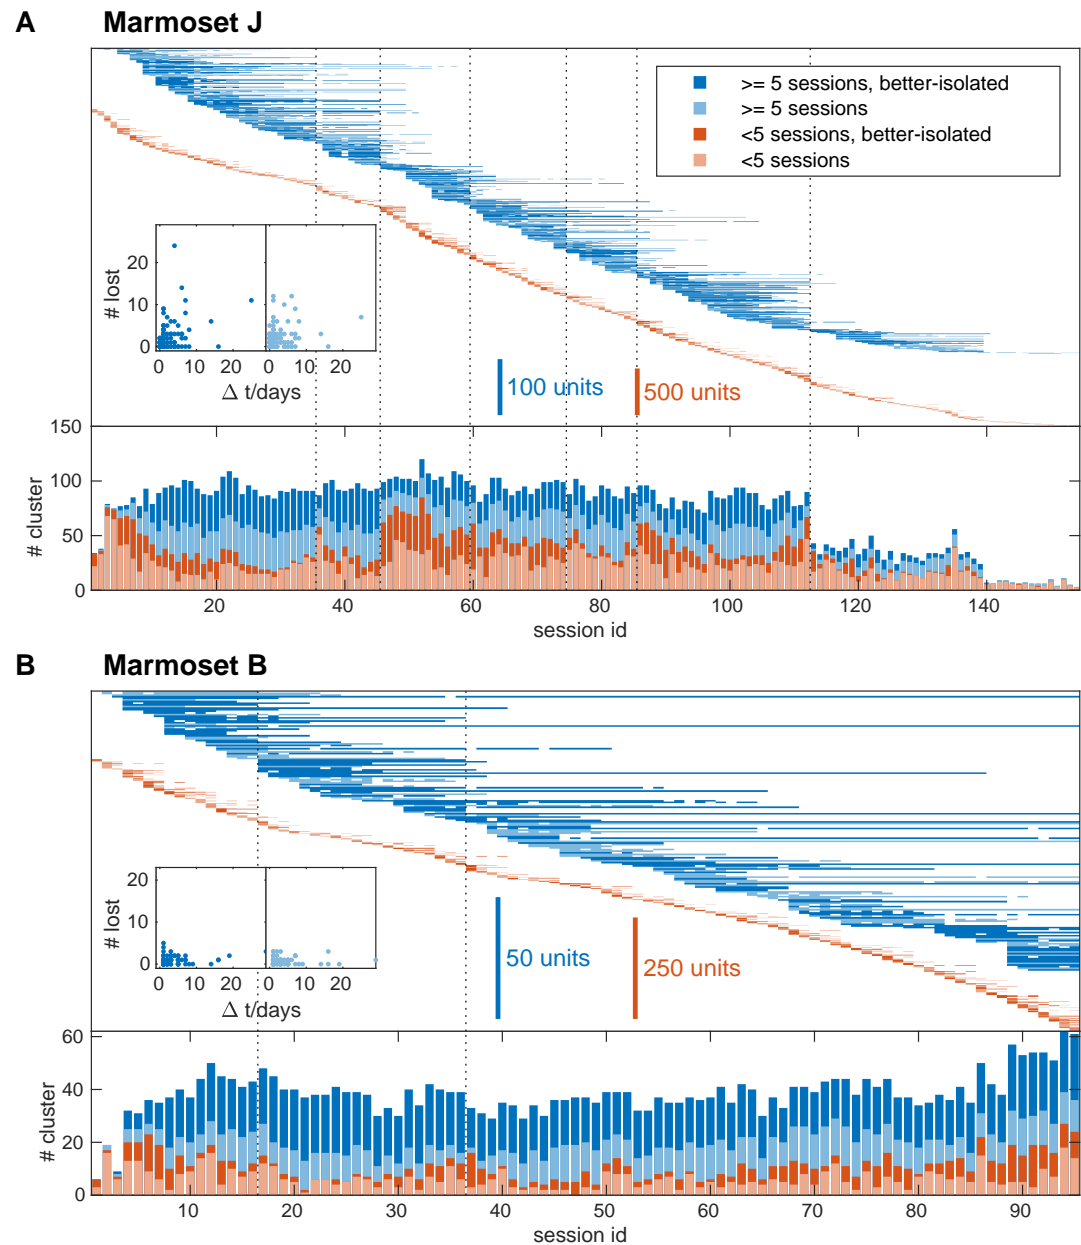 A Marmoset J
>= 5 sessions, better-isolated
>= 5 sessions
<5 sessions, better-isolated
<5 sessions
# lost
20
10
0
0 10 20 0 10 20
Δ t/days
100 units
500 units
# cluster
150
100
50
0
20 40 60 80 100 120 140
session id
B Marmoset B
# lost
20
10
0
0 10 20 0 10 20
Δ t/days
50 units
250 units
# cluster
60
40
20
0
10 20 30 40 50 60 70 80 90
session id